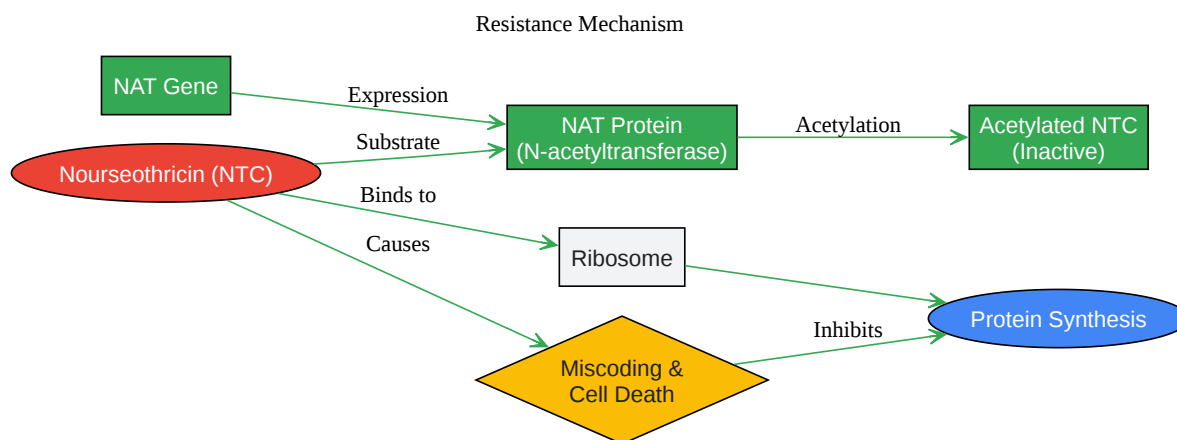 Resistance Mechanism
NAT Gene
Expression
NAT Protein
(N-acetyltransferase)
Acetylation
Acetylated NTC
(Inactive)
Substrate
Nourseothricin (NTC)
Binds to
Causes
Ribosome
Protein Synthesis
Inhibits
Miscoding &
Cell Death